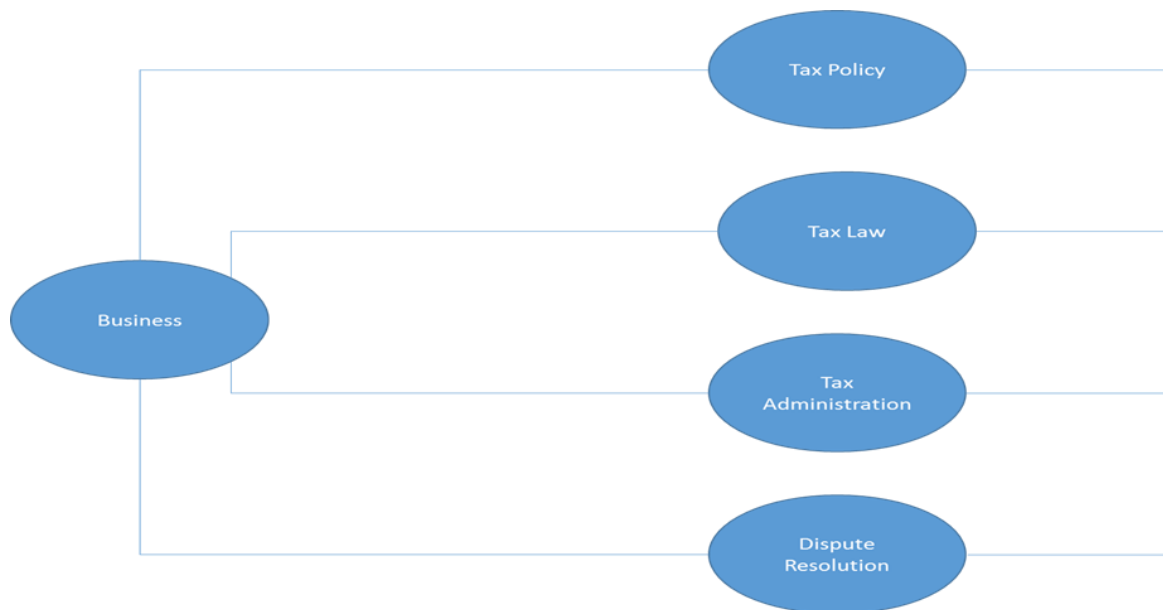 Tax Policy
Tax Law
Business
Tax
Administration
Dispute
Resolution